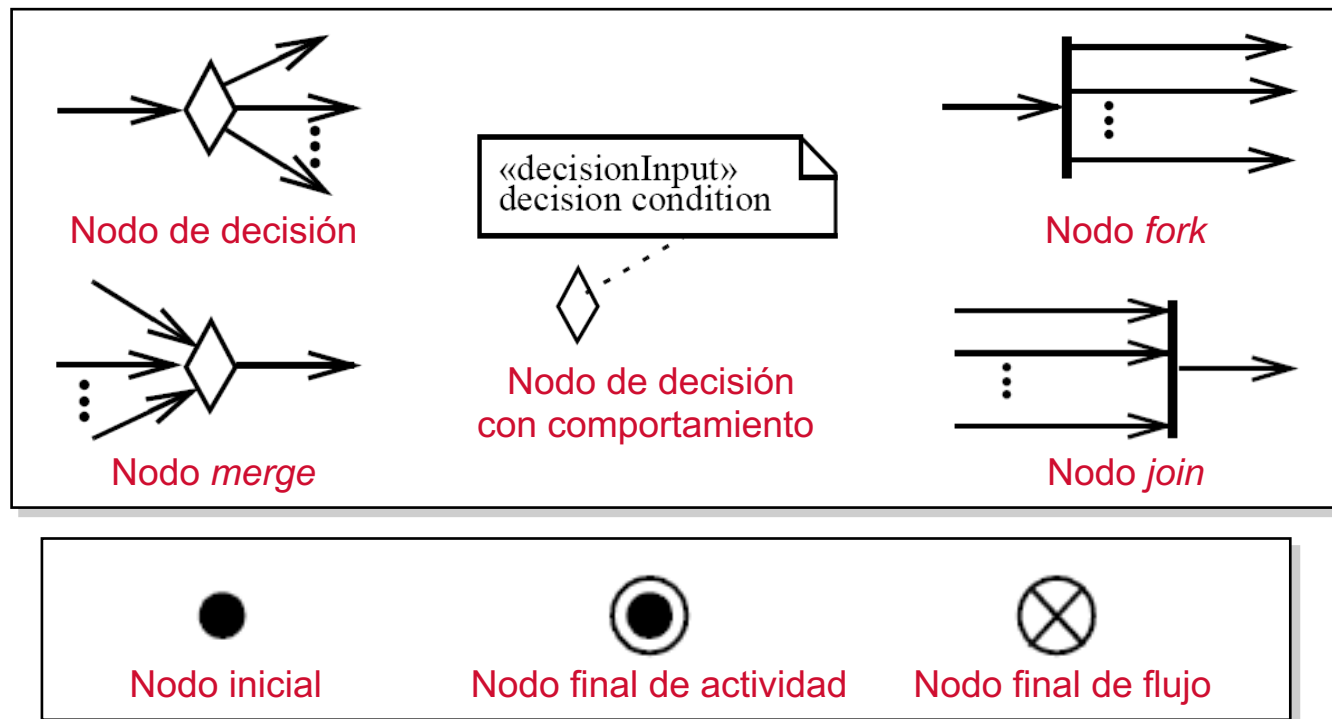 Nodo de decisión
«decisionInput»
decision condition
Nodo fork
Nodo merge
Nodo de decisión
con comportamiento
Nodo join
Nodo inicial
Nodo final de actividad
Nodo final de flujo